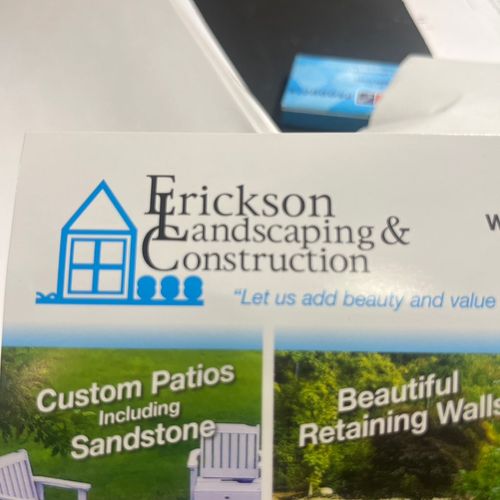 Erickson
Landscaping &
Construction
W
"Let us add beauty and value
Custom Patios
Including
Sandstone
Beautiful
Retaining Walls